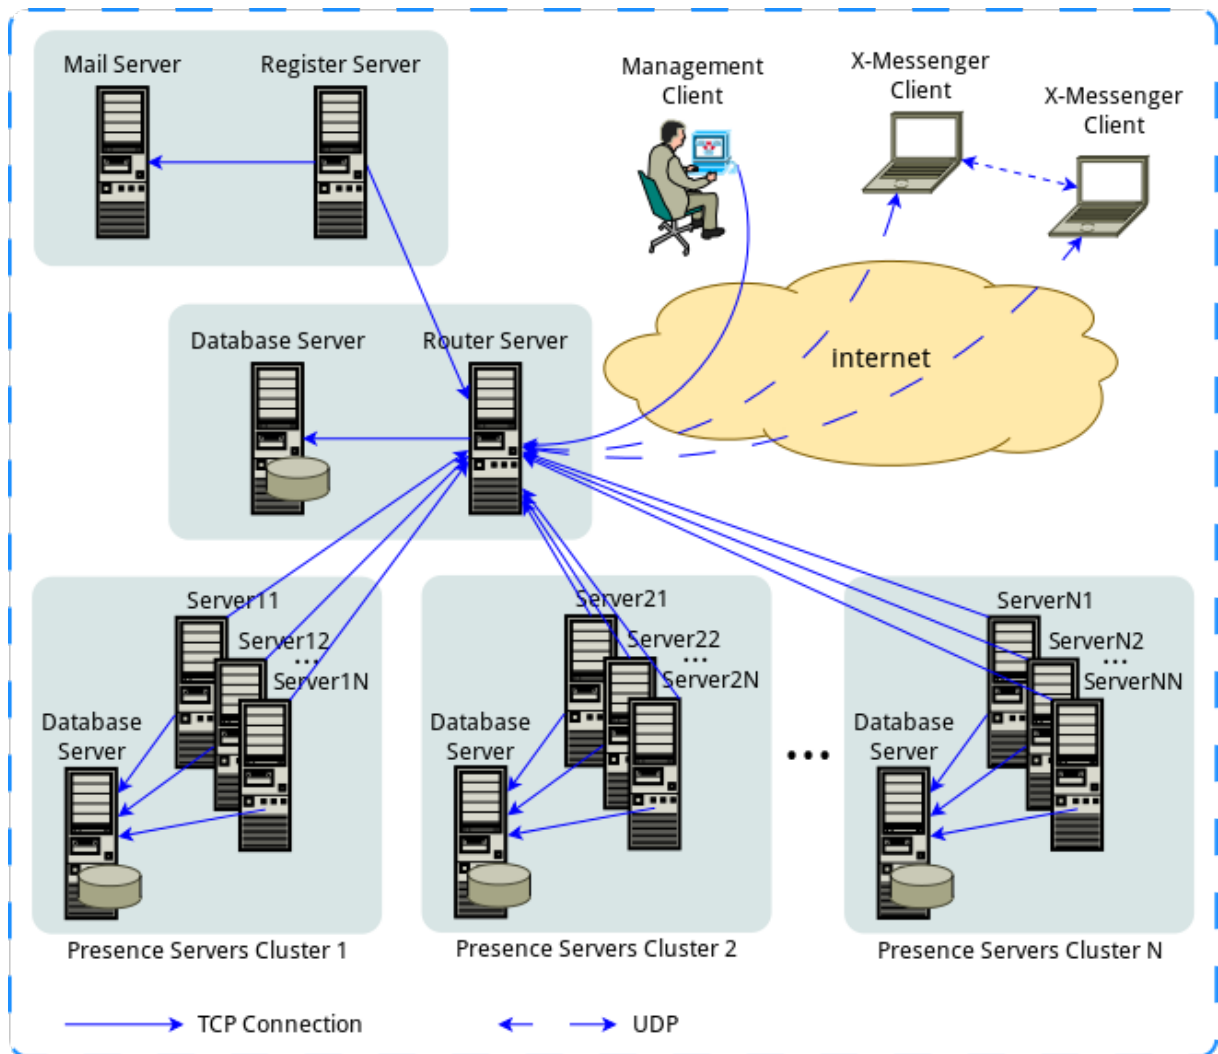 Mail Server
Register Server
Management
Client
X-Messenger
Client
X-Messenger
Client
Database Server
Router Server
internet
Server11
Server12
...
Server1N
Database
Server
Presence Servers Cluster 1
Server21
Server22
...
Server2N
Database
Server
Presence Servers Cluster 2
...
ServerN1
ServerN2
...
ServerNN
Database
Server
Presence Servers Cluster N
TCP Connection
UDP